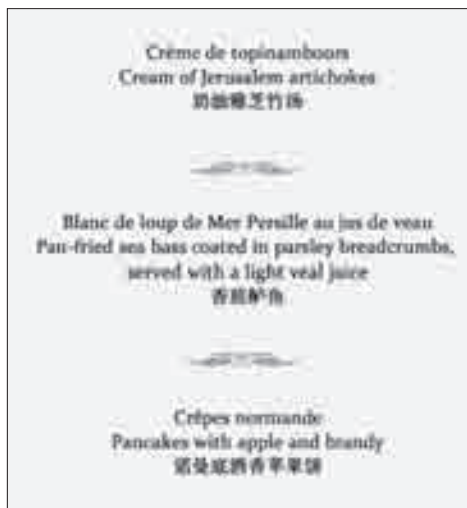 Crème de topinambours
Cream of Jerusalem artichokes
奶油
Blanc de loup de Mer Persille au jus de veau
Pan-fried sea bass coated in parsley breadcrumbs,
served with a light veal juice
香煎鲈鱼
Crêpes normande
Pancakes with apple and brandy
诺曼底酒香苹果饼